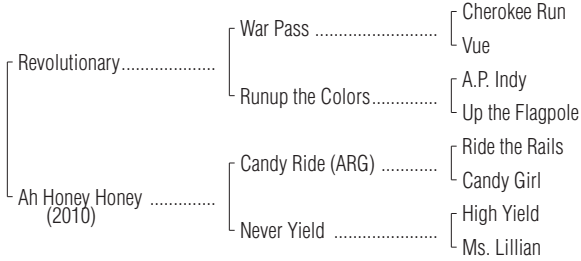 Cherokee Run
War Pass ..........................
Vue
Revolutionary....................
A.P. Indy
Runup the Colors..............
Up the Flagpole
Ride the Rails
Candy Ride (ARG) ............
Candy Girl
Ah Honey Honey ..............
(2010)
High Yield
Never Yield ......................
Ms. Lillian